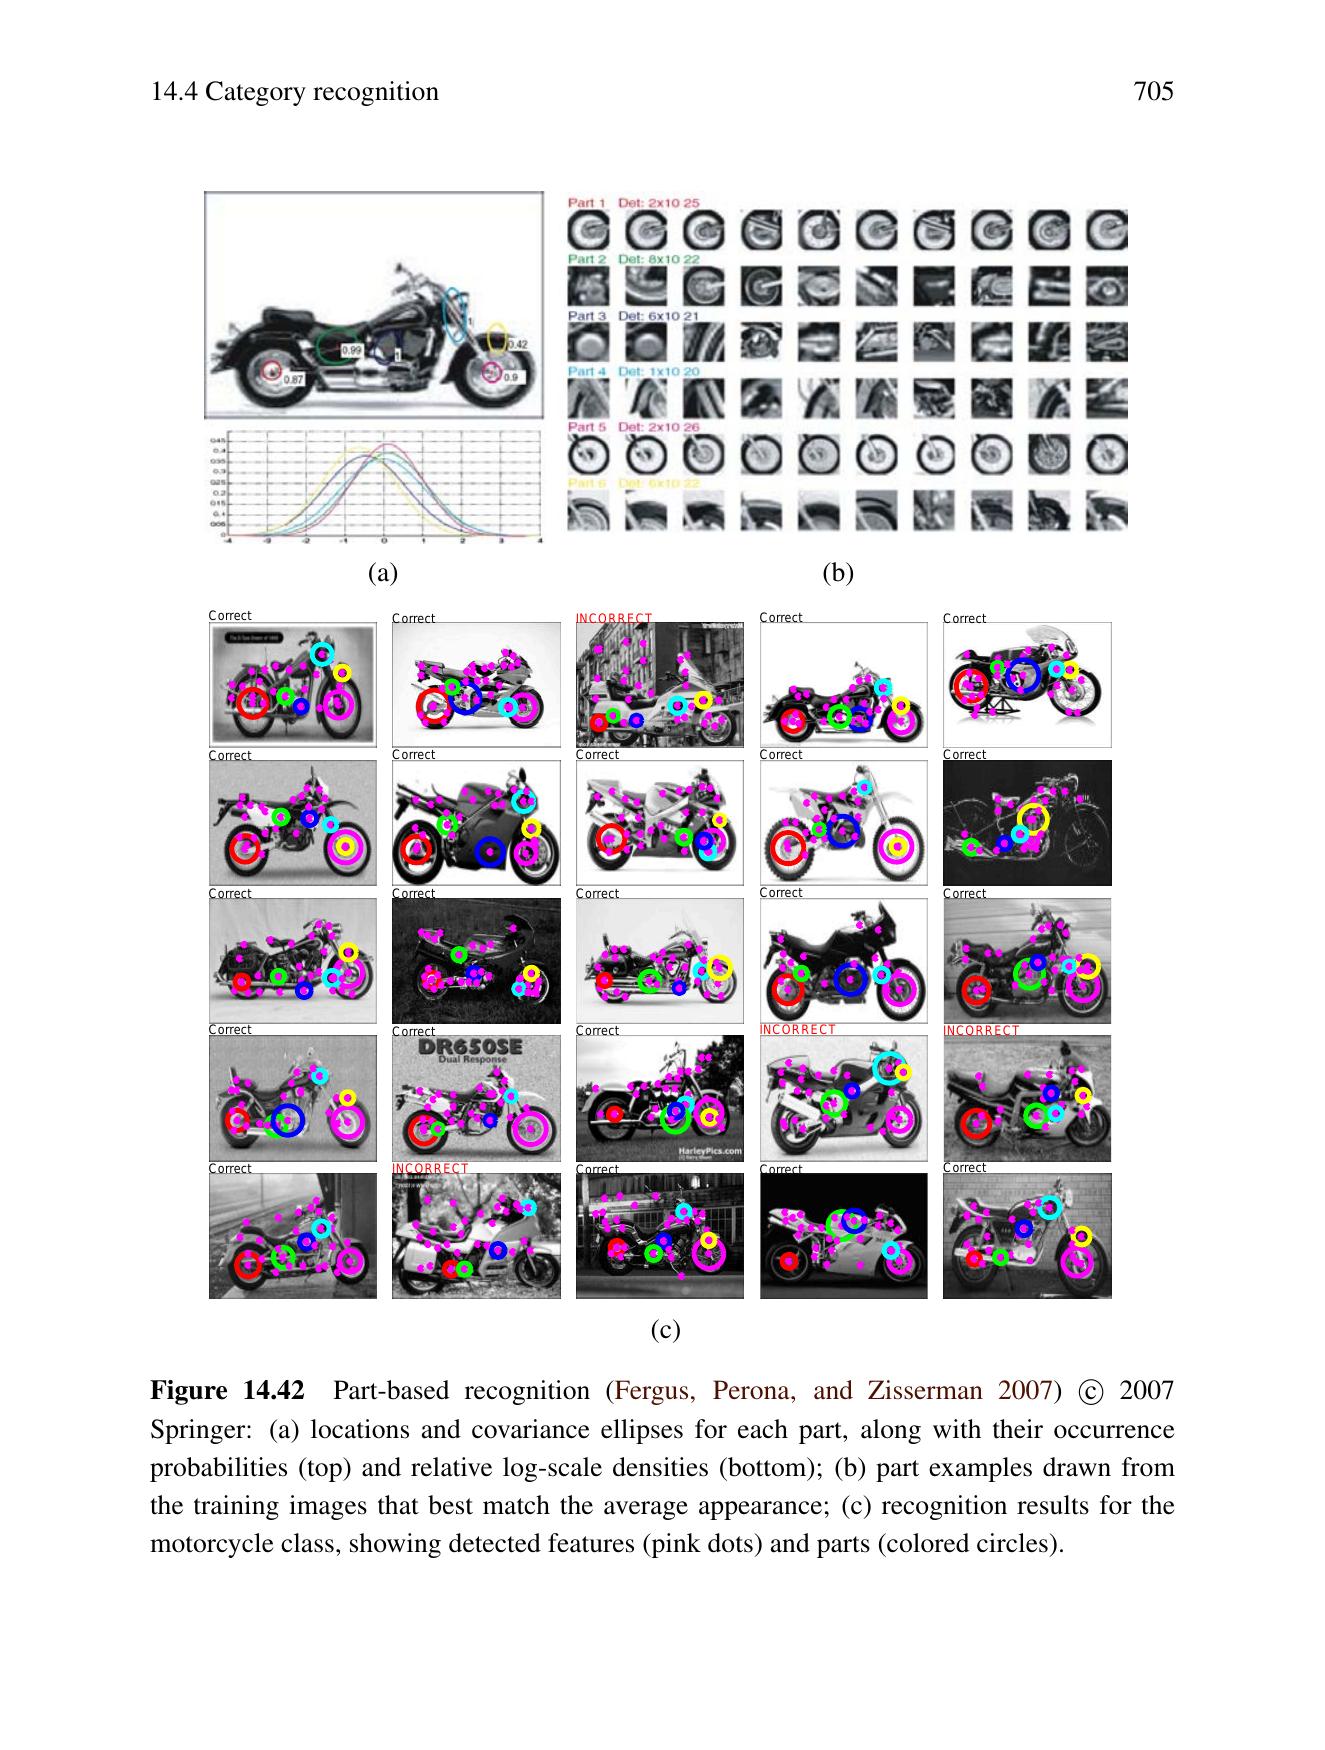 14.4 Category recognition
705
Part 1 Det: 2x10 25
Part 2 Det: 8x10 22
Part 3 Det: 6x10 21
Part 4 Det: 1x10 20
Part 5 Det: 2x10 26
Part 6 Det: 6x10 22
1
0.99
1
0.42
0.87
0.9
0.45
0.4
0.35
0.3
0.25
0.2
0.15
0.1
0.05
0
-4 -3 -2 -1 0 1 2 3 4
(a)
(b)
Correct Correct INCORRECT Correct Correct
Correct Correct Correct Correct Correct
Correct Correct Correct Correct Correct
Correct Correct Correct INCORRECT INCORRECT
DR650SE
Dual Response
HarleyPics.com
Correct INCORRECT Correct Correct Correct
(c)
Figure 14.42 Part-based recognition (Fergus, Perona, and Zisserman 2007) © 2007
Springer: (a) locations and covariance ellipses for each part, along with their occurrence
probabilities (top) and relative log-scale densities (bottom); (b) part examples drawn from
the training images that best match the average appearance; (c) recognition results for the
motorcycle class, showing detected features (pink dots) and parts (colored circles).